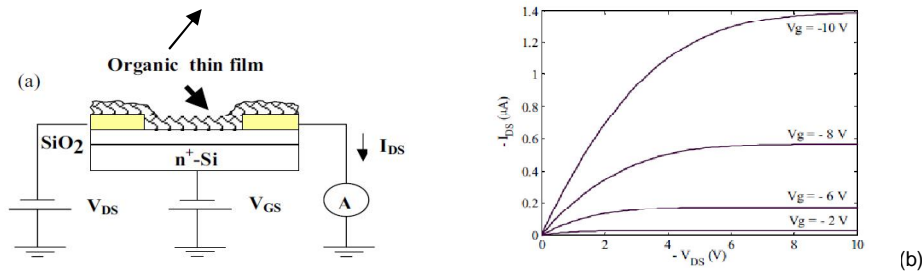 (a)
Organic thin film
SiO2
n+-Si
IDS
VDS
VGS
A
1.4
1.2
1
0.8
0.6
0.4
0.2
0
-IDS (µA)
Vg = -10 V
Vg = - 8 V
Vg = - 6 V
Vg = - 2 V
0
2
4
6
8
10
- VDS (V)
(b)